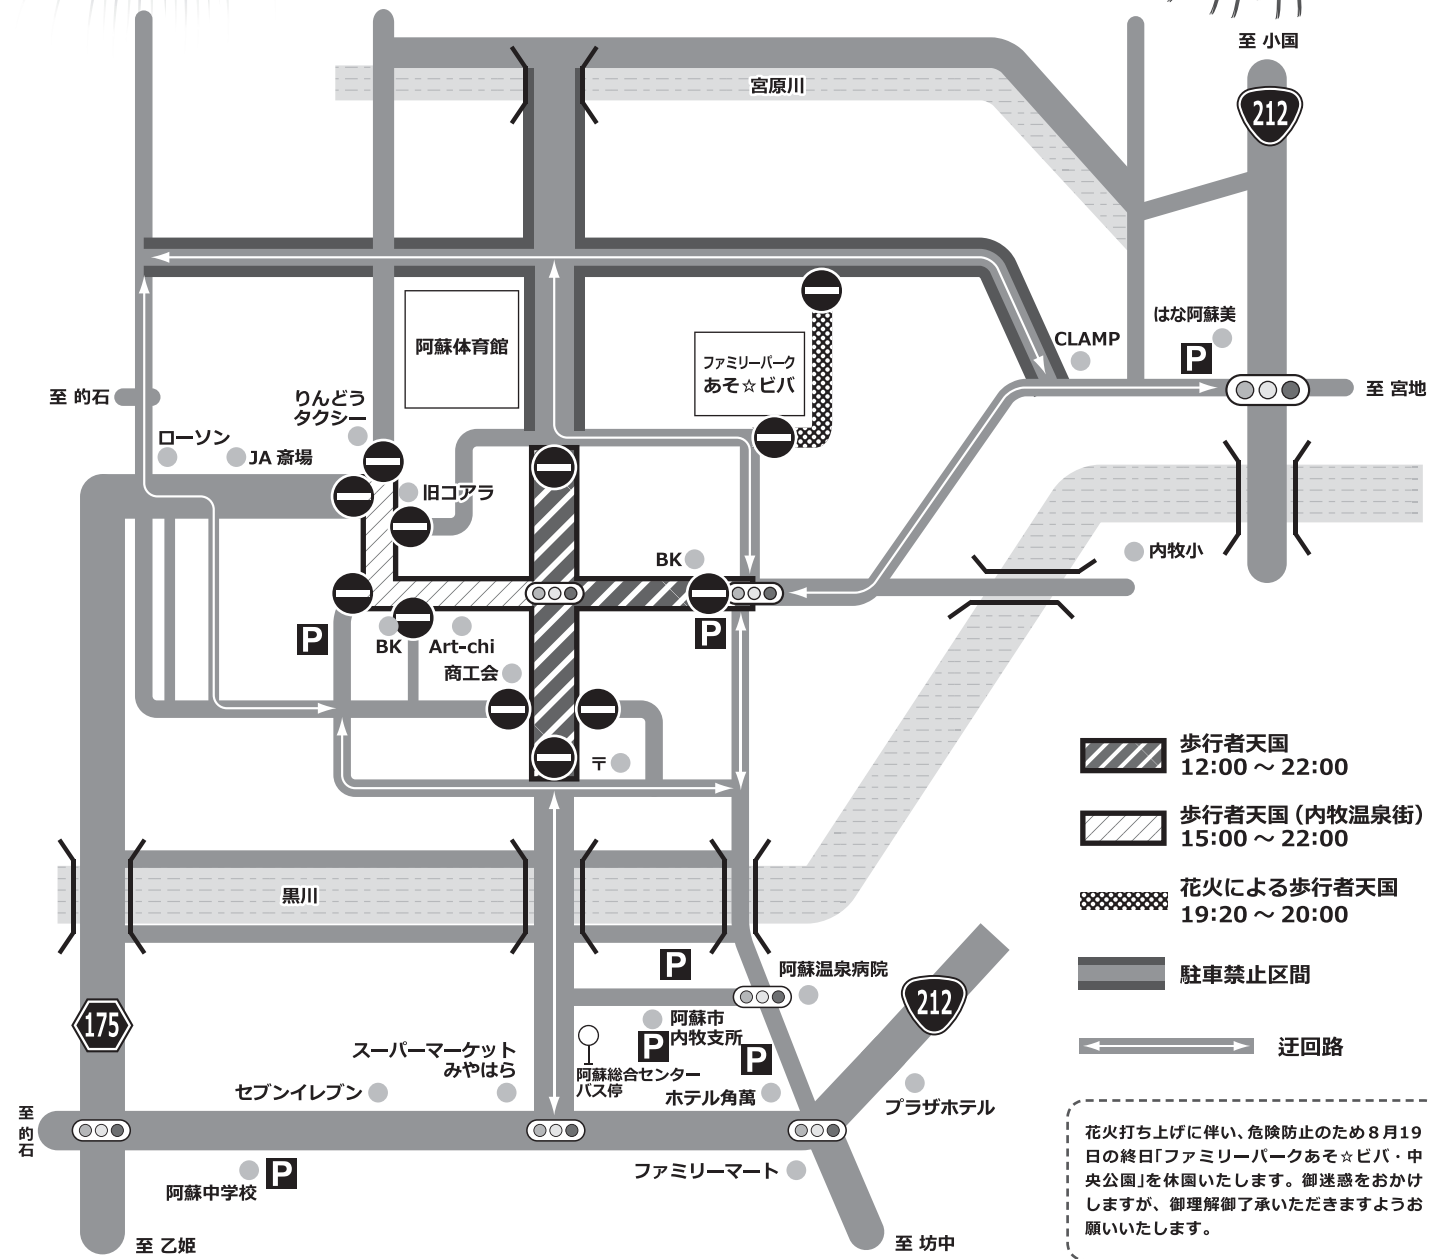 至 小国
212
宮原川
はな阿蘇美
P
CLAMP
至 宮地
阿蘇体育館
ファミリーパーク
あそ☆ビバ
至 的石
りんどう
タクシー
ローソン
JA 斎場
旧コアラ
BK
内牧小
P
BK
Art-chi
P
商工会
〒
歩行者天国
12:00 ～ 22:00
歩行者天国(内牧温泉街)
15:00 ～ 22:00
花火による歩行者天国
19:20 ～ 20:00
駐車禁止区間
迂回路
黒川
P
阿蘇温泉病院
212
175
阿蘇市
内牧支所
P
P
スーパーマーケット
みやはら
阿蘇総合センター
バス停
セブンイレブン
ホテル角萬
プラザホテル
至 的石
ファミリーマート
阿蘇中学校
P
至 乙姫
至 坊中
花火打ち上げに伴い、危険防止のため８月19
日の終日「ファミリーパークあそ☆ビバ・中
央公園」を休園いたします。御迷惑をおかけ
しますが、御理解御了承いただきますようお
願いいたします。